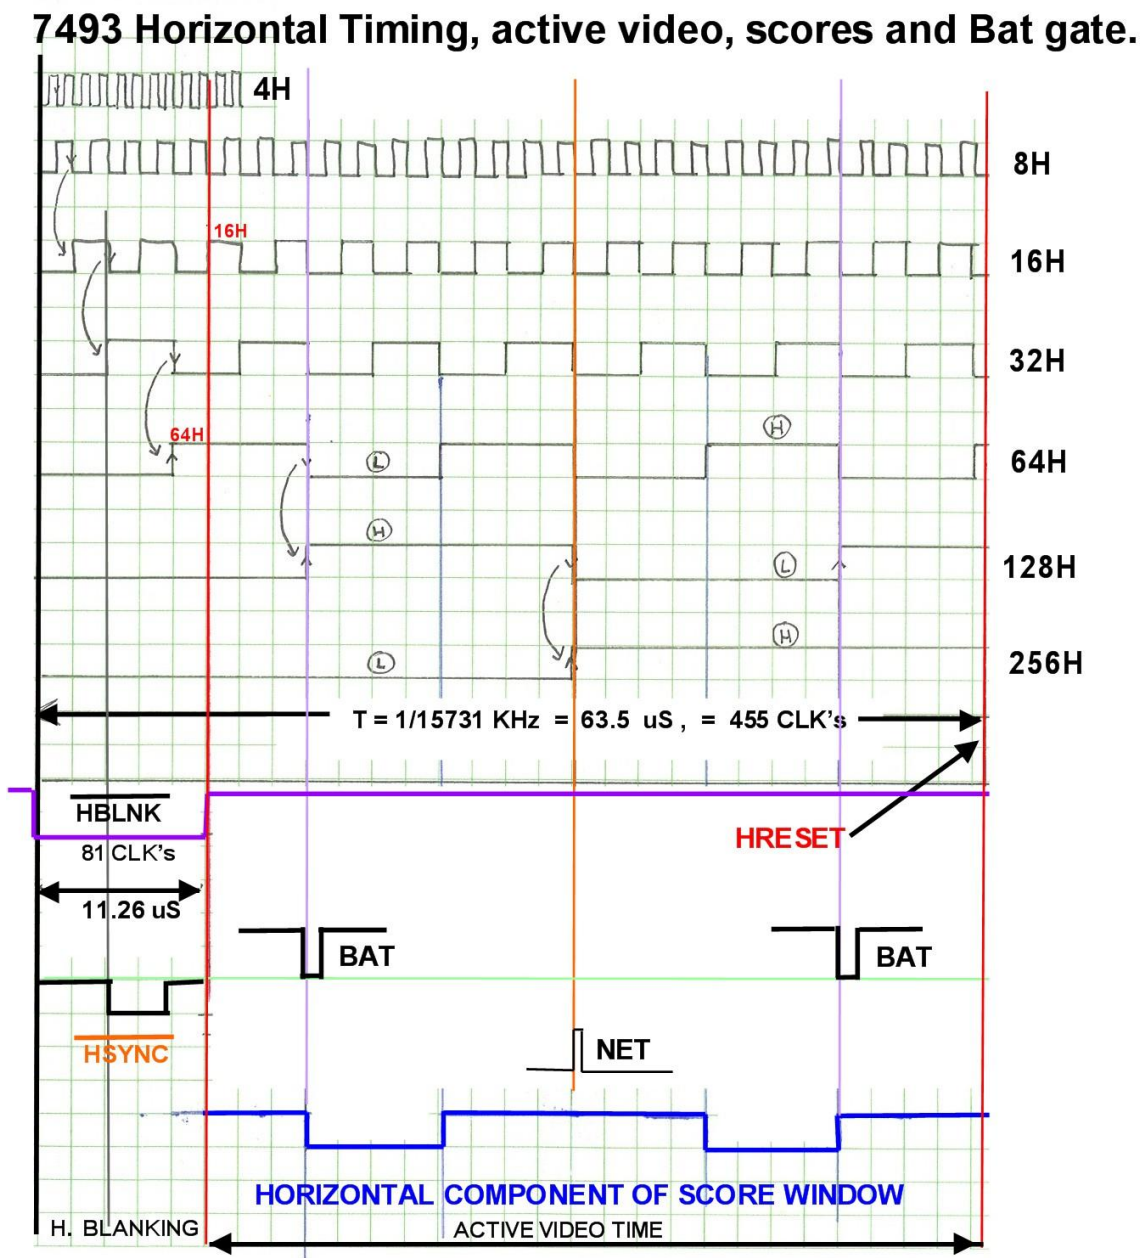 7493 Horizontal Timing, active video, scores and Bat gate.
4H
8H
16H
16H
32H
64H
H
64H
L
H
128H
L
H
256H
L
T = 1/15731 KHz = 63.5 uS , = 455 CLK's
HBLNK
HRESET
81 CLK's
11.26 uS
BAT
BAT
HSYNC
NET
HORIZONTAL COMPONENT OF SCORE WINDOW
H. BLANKING
ACTIVE VIDEO TIME